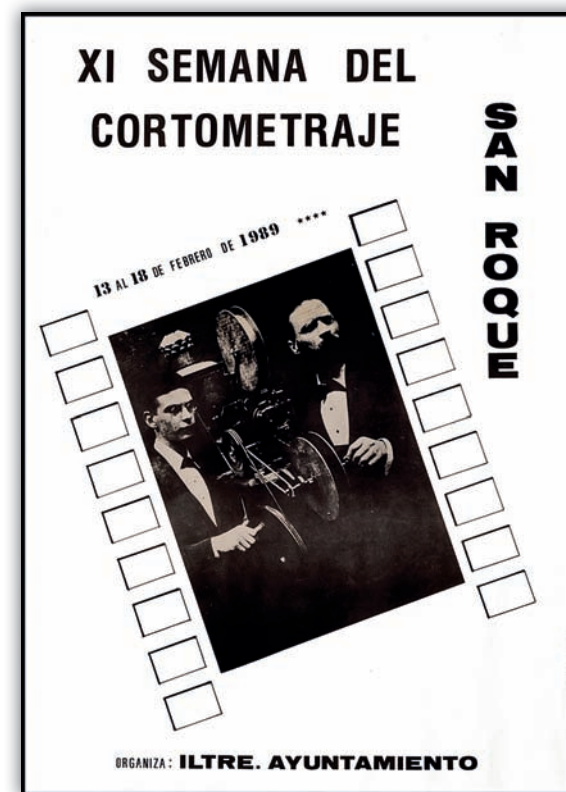 XI SEMANA DEL
CORTOMETRAJE
SAN ROQUE
13 AL 18 DE FEBRERO DE 1989 ****
ORGANIZA: ILTRE. AYUNTAMIENTO